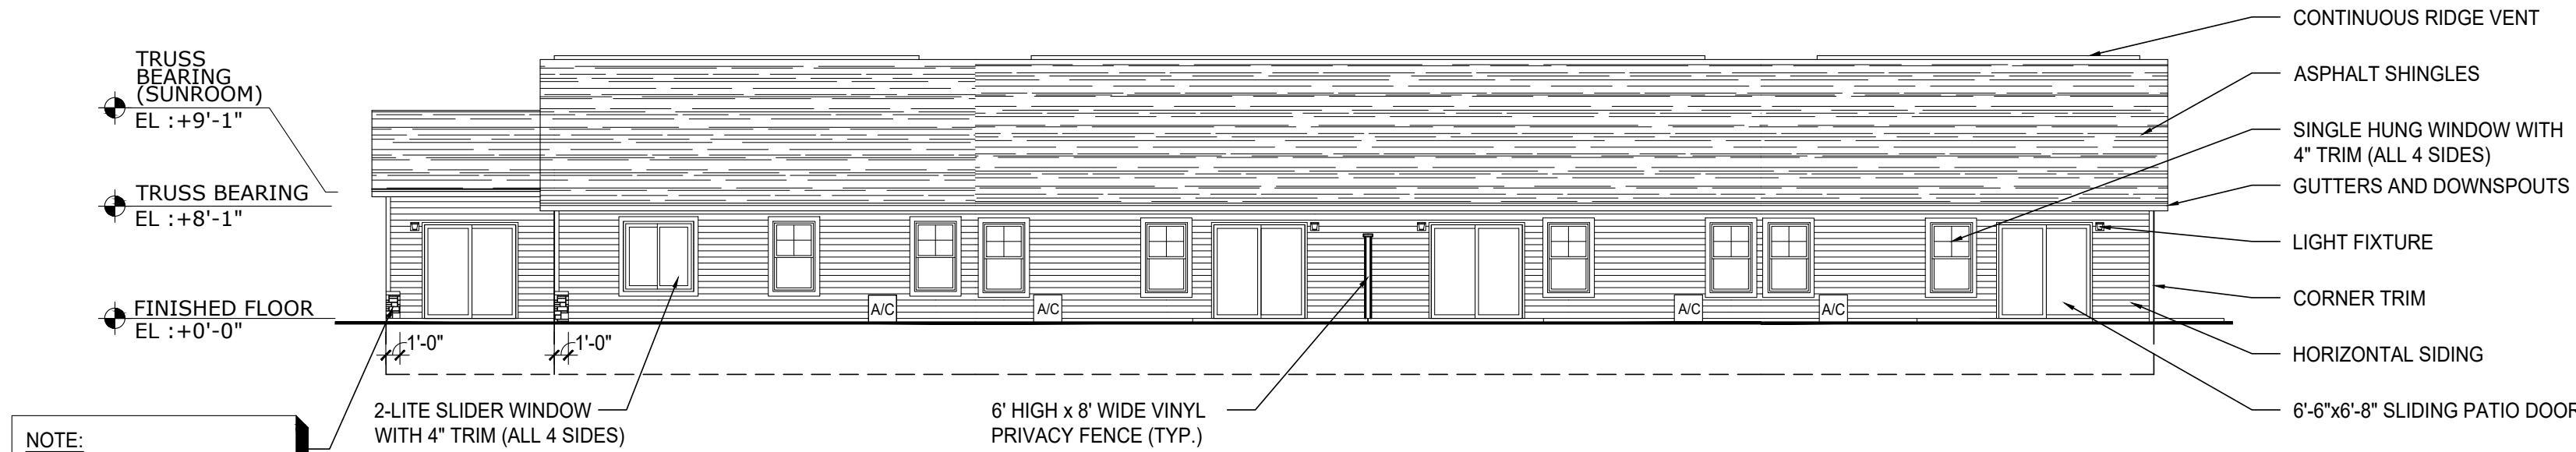 TRUSS
BEARING
(SUNROOM)
EL :+9'-1"
TRUSS BEARING
EL :+8'-1"
FINISHED FLOOR
EL :+0'-0"
1'-0"
1'-0"
A/C
A/C
A/C
A/C
NOTE:
2-LITE SLIDER WINDOW
WITH 4" TRIM (ALL 4 SIDES)
6' HIGH x 8' WIDE VINYL
PRIVACY FENCE (TYP.)
CONTINUOUS RIDGE VENT
ASPHALT SHINGLES
SINGLE HUNG WINDOW WITH
4" TRIM (ALL 4 SIDES)
GUTTERS AND DOWNSPOUTS
LIGHT FIXTURE
CORNER TRIM
HORIZONTAL SIDING
6'-6"x6'-8" SLIDING PATIO DOOR